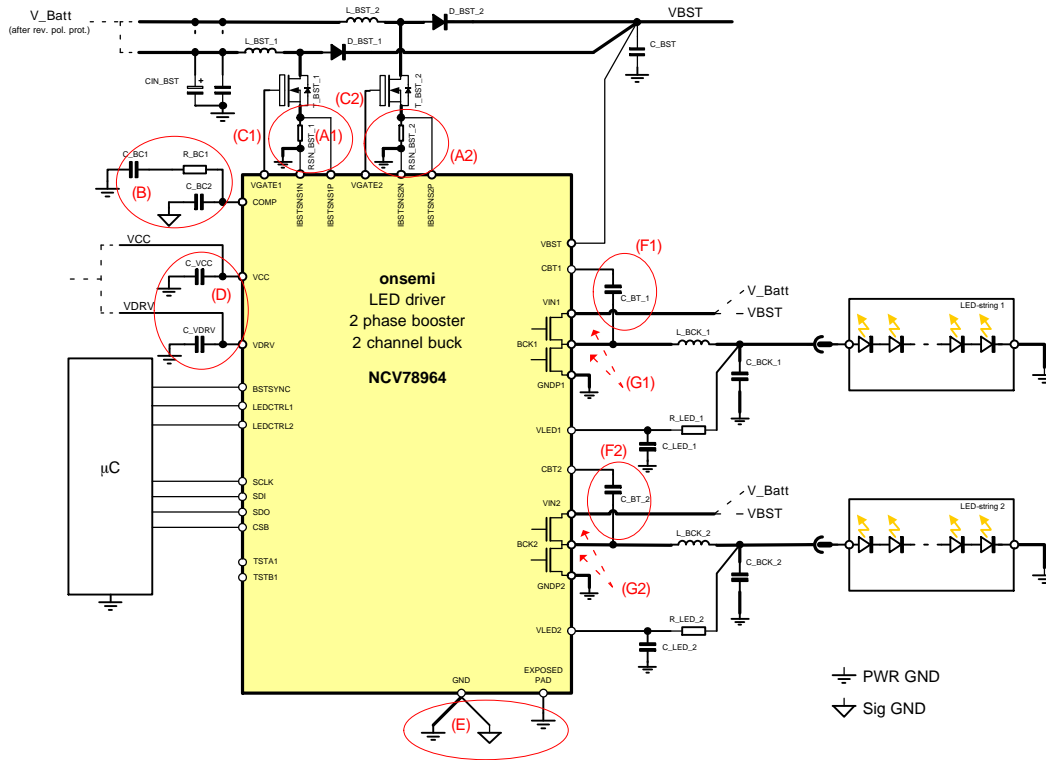 V_Batt
(after rev. pol. prot.)
L_BST_2
D_BST_2
VBST
L_BST_1
D_BST_1
C_BST
CIN_BST
+
T_BST_1
T_BST_2
(C1)
(C2)
(A1)
(A2)
RSN_BST_1
RSN_BST_2
C_BC1
R_BC1
(B)
C_BC2
VGATE1
IBSTSNS1N
IBSTSNS1P
VGATE2
IBSTSNS2N
IBSTSNS2P
COMP
VCC
C_VCC
VCC
(D)
VDRV
C_VDRV
VDRV
onsemi
LED driver
2 phase booster
2 channel buck
NCV78964
VBST
CBT1
(F1)
C_BT_1
VIN1
V_Batt
VBST
BCK1
L_BCK_1
(G1)
GNDP1
C_BCK_1
LED-string 1
R_LED_1
VLED1
C_LED_1
μC
BSTSYNC
LEDCTRL1
LEDCTRL2
SCLK
SDI
SDO
CSB
TSTA1
TSTB1
CBT2
(F2)
C_BT_2
VIN2
V_Batt
VBST
BCK2
L_BCK_2
(G2)
GNDP2
C_BCK_2
LED-string 2
R_LED_2
VLED2
C_LED_2
GND
EXPOSED
PAD
(E)
PWR GND
Sig GND